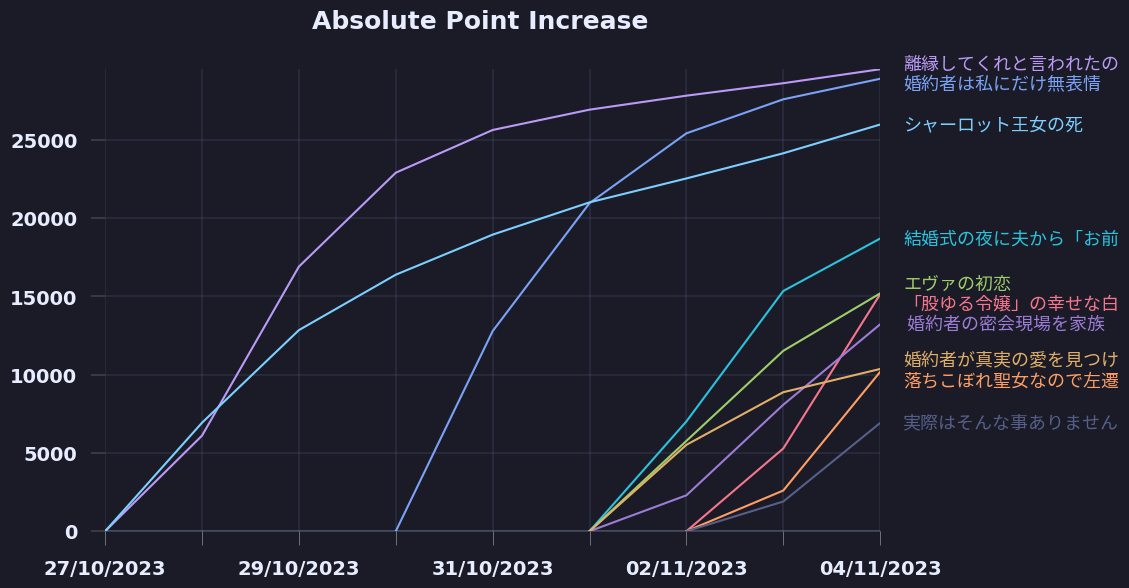 Absolute Point Increase
離縁してくれと言われたの
婚約者は私にだけ無表情
シャーロット王女の死
結婚式の夜に夫から「お前
エヴァの初恋
「股ゆる令嬢」の幸せな白
婚約者の密会現場を家族
婚約者が真実の愛を見つけ
落ちこぼれ聖女なので左遷
実際はそんな事ありません
25000
20000
15000
10000
5000
0
27/10/2023
29/10/2023
31/10/2023
02/11/2023
04/11/2023